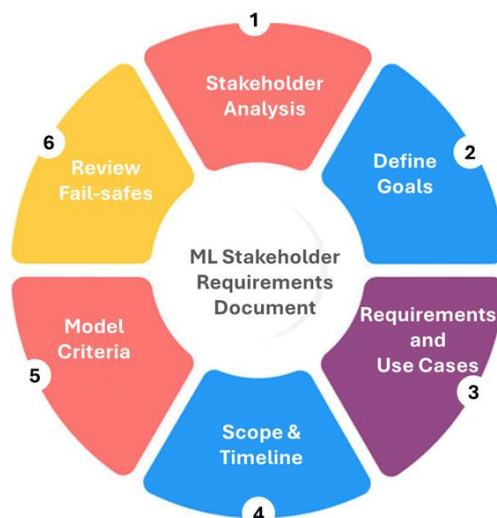 1
Stakeholder
Analysis
2
Define
Goals
Requirements
and
Use Cases
3
Scope &
Timeline
4
Model
Criteria
5
6
Review
Fail-safes
ML Stakeholder
Requirements
Document